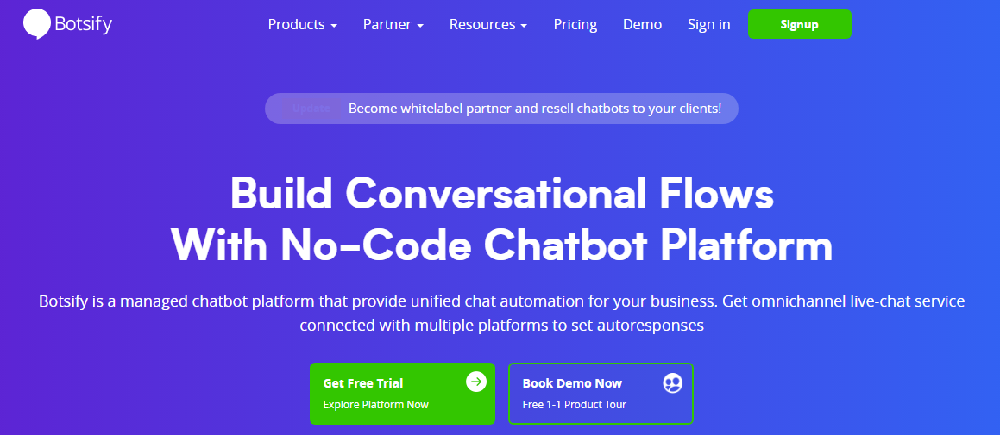 Botsify Products Partner Resources Pricing Demo Sign in Signup
Update Become whitelabel partner and resell chatbots to your clients!
Build Conversational Flows
With No-Code Chatbot Platform
Botsify is a managed chatbot platform that provide unified chat automation for your business. Get omnichannel live-chat service
connected with multiple platforms to set autoresponses
Get Free Trial
Explore Platform Now
Book Demo Now
Free 1-1 Product Tour